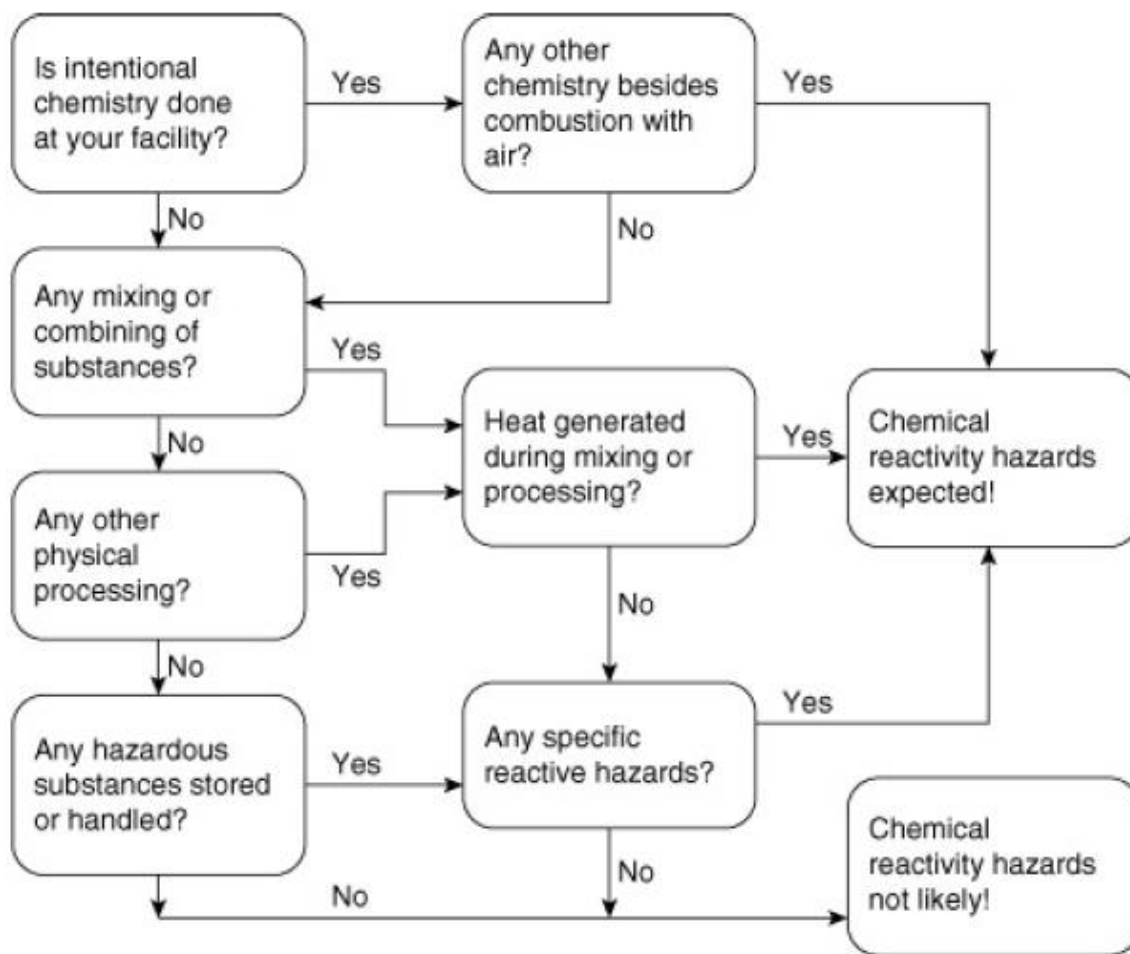 Is intentional
chemistry done
at your facility?
Yes
Any other
chemistry besides
combustion with
air?
Yes
No
No
Any mixing or
combining of
substances?
Yes
Heat generated
during mixing or
processing?
Yes
Chemical
reactivity hazards
expected!
No
Any other
physical
processing?
Yes
No
No
Any hazardous
substances stored
or handled?
Yes
Any specific
reactive hazards?
Yes
No
No
Chemical
reactivity hazards
not likely!